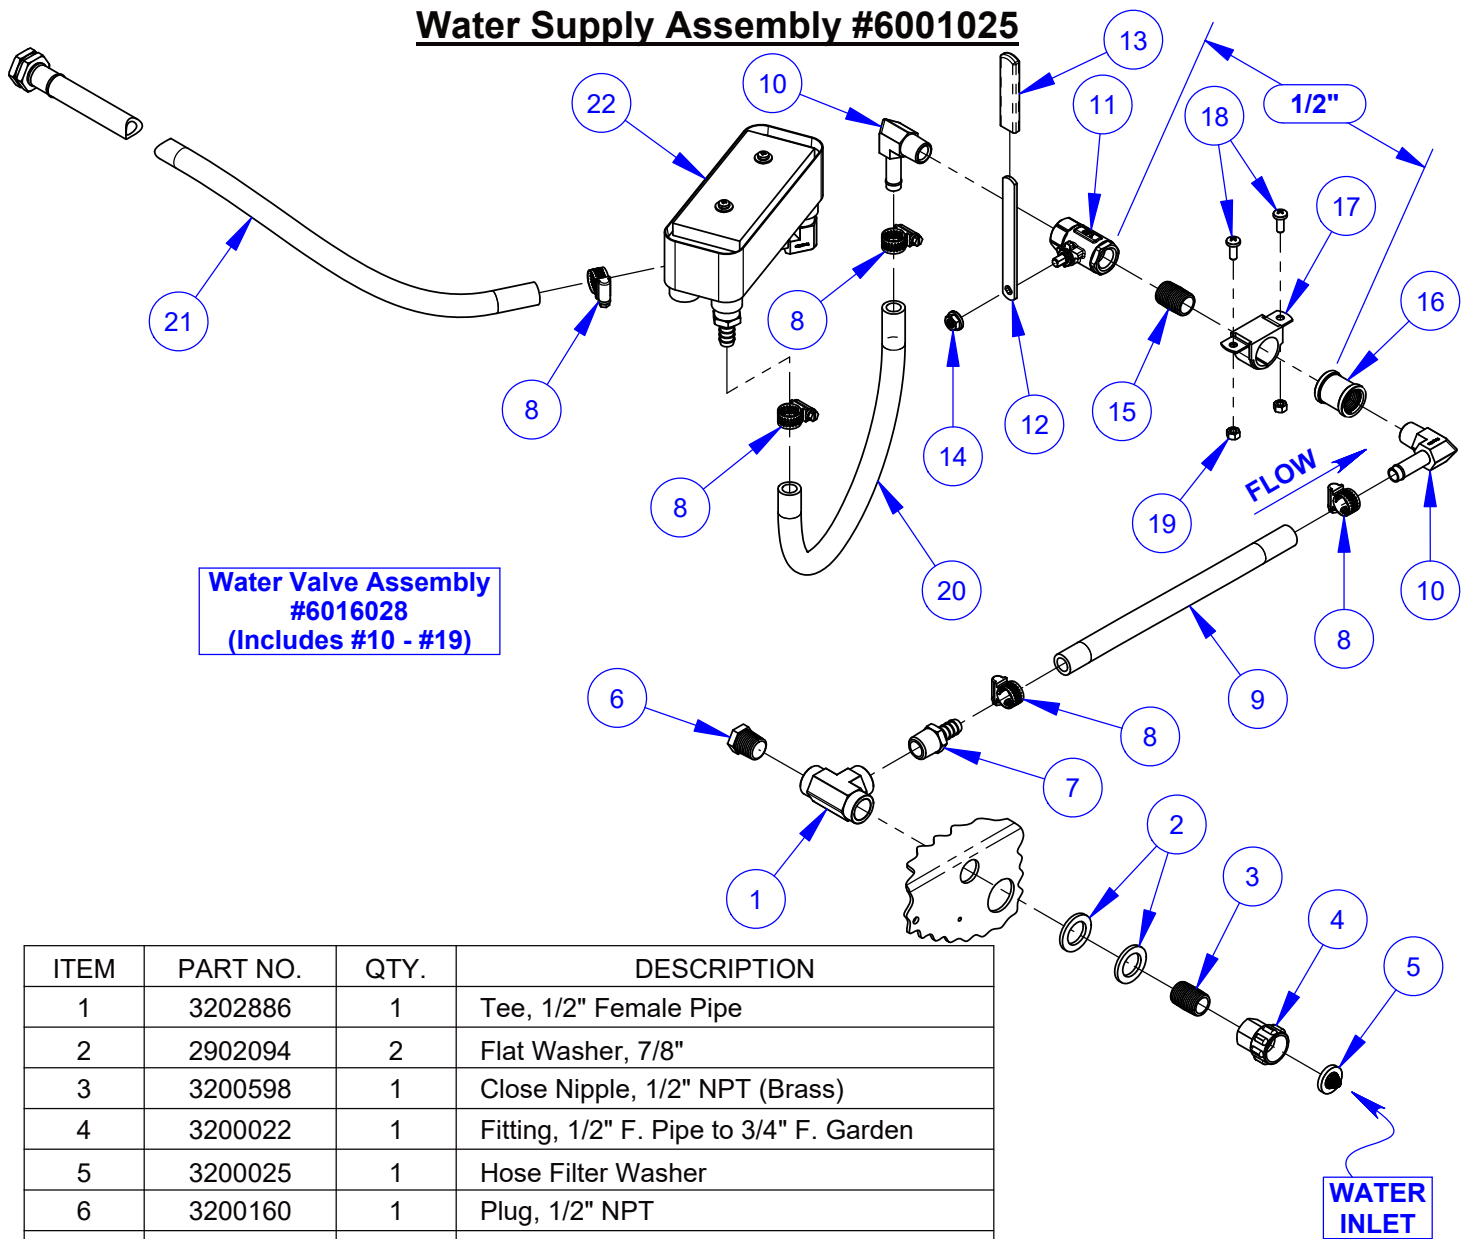 Water Supply Assembly #6001025
13
10
11
22
1/2"
18
17
21
8
8
16
8
12
15
14
8
FLOW
19
20
10
8
Water Valve Assembly
#6016028
(Includes #10 - #19)
6
9
8
7
2
1
3
4
5
ITEM PART NO. QTY. DESCRIPTION
1 3202886 1 Tee, 1/2" Female Pipe
2 2902094 2 Flat Washer, 7/8"
3 3200598 1 Close Nipple, 1/2" NPT (Brass)
4 3200022 1 Fitting, 1/2" F. Pipe to 3/4" F. Garden
5 3200025 1 Hose Filter Washer
6 3200160 1 Plug, 1/2" NPT
WATER
INLET